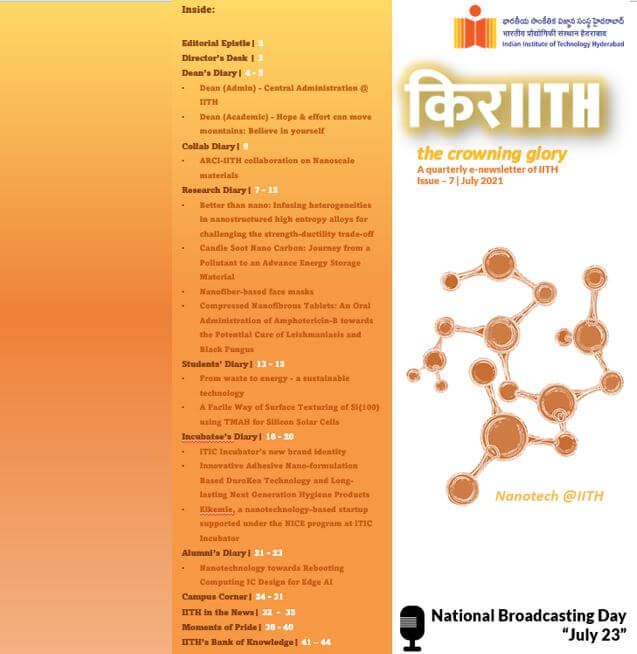 Inside:
Editorial Epistle| 2
Director's Desk | 3
Dean's Diary| 4 - 5
• Dean (Admin) - Central Administration @
IITH
• Dean (Academic) - Hope & effort can move
mountains: Believe in yourself
Collab Diary| 6
• ARCI-IITH collaboration on Nanoscale
materials
Research Diary| 7 - 12
• Better than nano: Infusing heterogeneities
in nanostructured high entropy alloys for
challenging the strength-ductility trade-off
• Candle Soot Nano Carbon: Journey from a
Pollutant to an Advance Energy Storage
Material
• Nanofiber-based face masks
• Compressed Nanofibrous Tablets: An Oral
Administration of Amphotericin-B towards
the Potential Cure of Leishmaniasis and
Black Fungus
Students' Diary| 13 - 15
• From waste to energy - a sustainable
technology
• A Facile Way of Surface Texturing of Si(100)
using TMAH for Silicon Solar Cells
Incubatee's Diary| 16 - 20
• iTIC Incubator's new brand identity
• Innovative Adhesive Nano-formulation
Based DuroKea Technology and Long-
lasting Next Generation Hygiene Products
• Elkemie, a nanotechnology-based startup
supported under the NICE program at iTIC
Incubator
Alumni's Diary| 21 - 23
• Nanotechnology towards Rebooting
Computing IC Design for Edge AI
Campus Corner| 24 - 31
IITH in the News| 32 - 35
Moments of Pride| 36 - 40
IITH's Bank of Knowledge| 41 – 44
భారతీయ సాంకేతిక విజ్ఞాన సంస్థ హైదరాబాద్
भारतीय प्रौद्योगिकी संस्थान हैदराबाद
Indian Institute of Technology Hyderabad
किरIITH
the crowning glory
A quarterly e-newsletter of IITH
Issue – 7 | July 2021
Nanotech @IITH
National Broadcasting Day
"July 23"